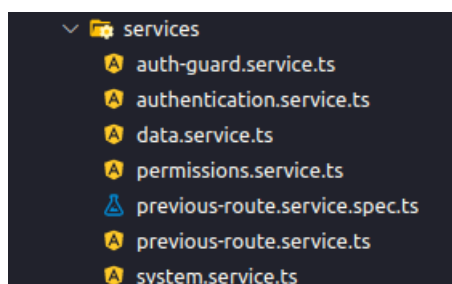 services
auth-guard.service.ts
authentication.service.ts
data.service.ts
permissions.service.ts
previous-route.service.spec.ts
previous-route.service.ts
system.service.ts